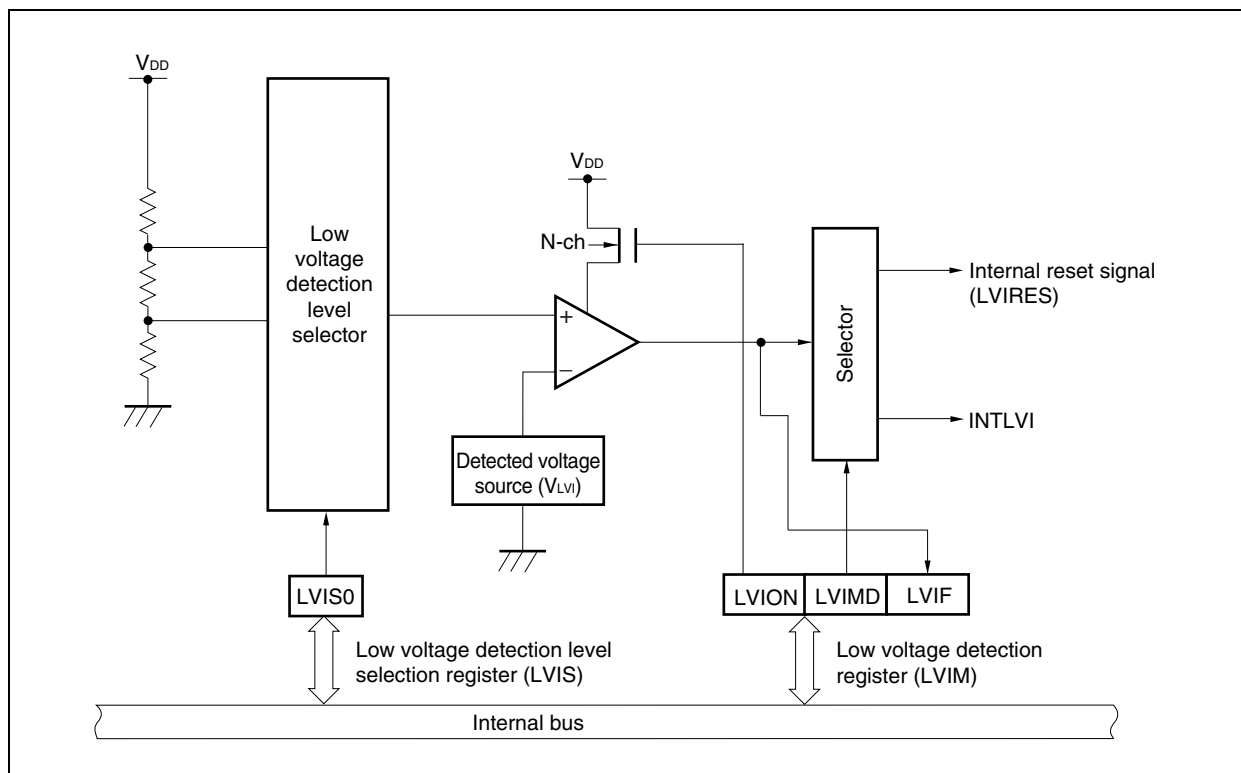 VDD
Low
voltage
detection
level
selector
VDD
N-ch
+
−
Detected voltage
source (VLVI)
Selector
Internal reset signal
(LVIRES)
INTLVI
LVIS0
LVION
LVIMD
LVIF
Low voltage detection level
selection register (LVIS)
Low voltage detection
register (LVIM)
Internal bus